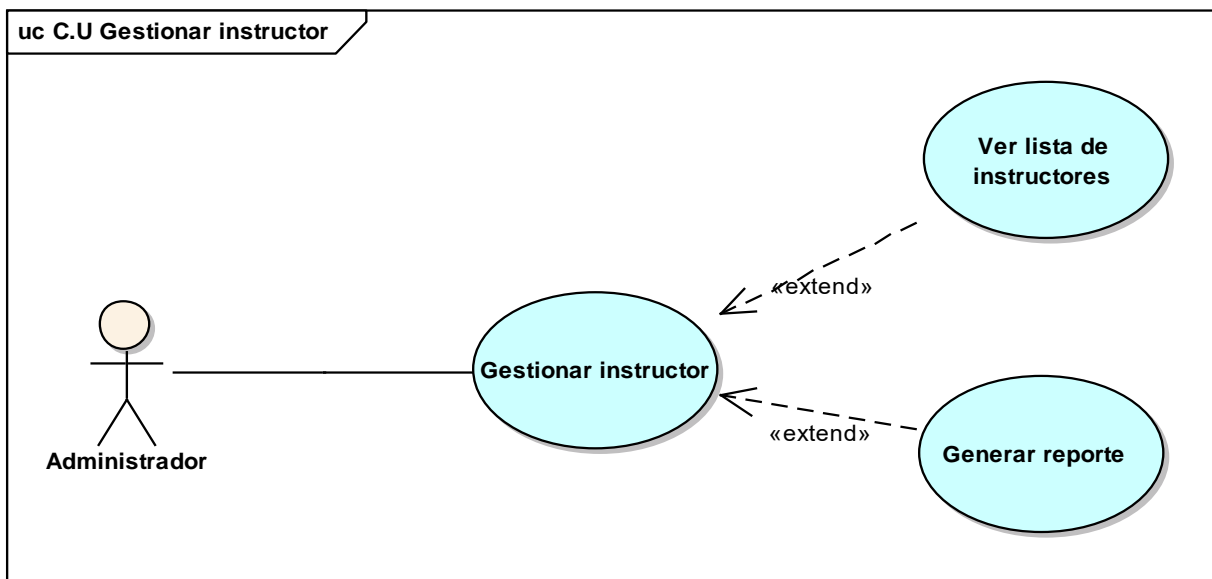 uc C.U Gestionar instructor
Ver lista de
instructores
«extend»
Gestionar instructor
«extend»
Generar reporte
Administrador